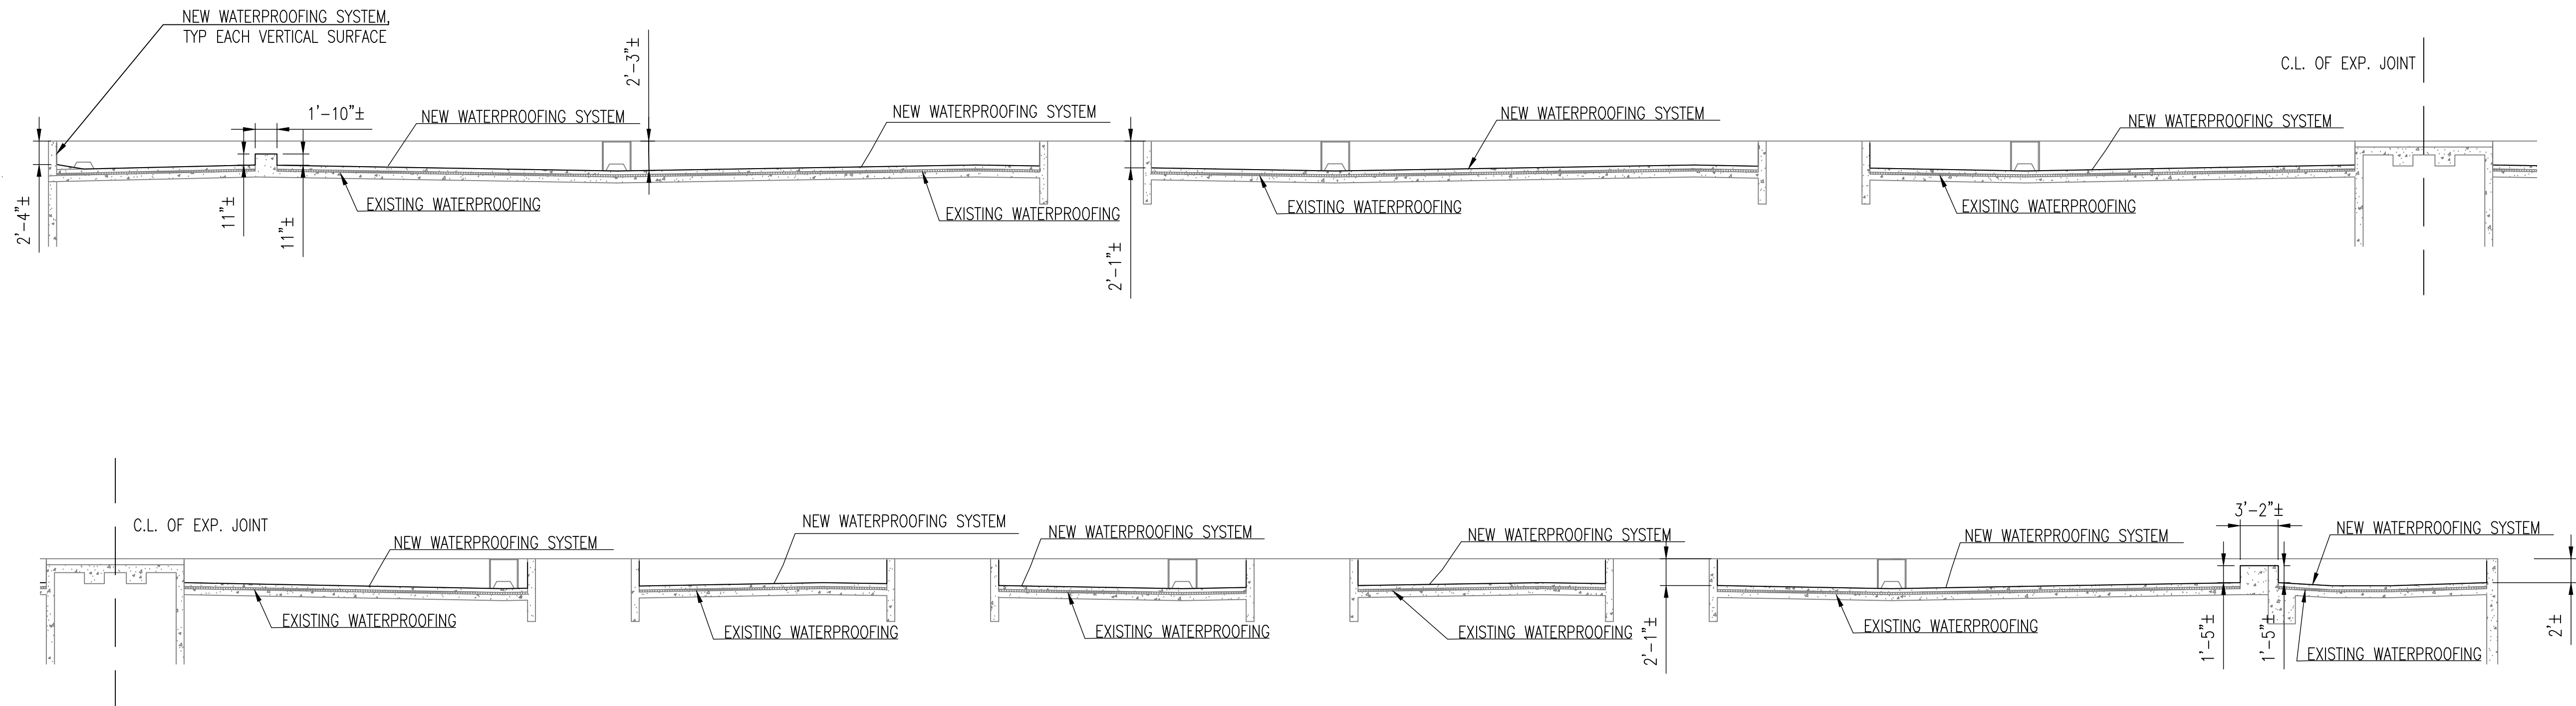 NEW WATERPROOFING SYSTEM,
TYP EACH VERTICAL SURFACE
2'-3"±
C.L. OF EXP. JOINT
1'-10"±
NEW WATERPROOFING SYSTEM
NEW WATERPROOFING SYSTEM
NEW WATERPROOFING SYSTEM
NEW WATERPROOFING SYSTEM
2'-4"±
11"±
11"±
EXISTING WATERPROOFING
EXISTING WATERPROOFING
2'-1"±
EXISTING WATERPROOFING
EXISTING WATERPROOFING
C.L. OF EXP. JOINT
NEW WATERPROOFING SYSTEM
NEW WATERPROOFING SYSTEM
NEW WATERPROOFING SYSTEM
NEW WATERPROOFING SYSTEM
NEW WATERPROOFING SYSTEM
3'-2"±
NEW WATERPROOFING SYSTEM
EXISTING WATERPROOFING
EXISTING WATERPROOFING
EXISTING WATERPROOFING
EXISTING WATERPROOFING
2'-1"±
EXISTING WATERPROOFING
1'-5"±
1'-5"±
EXISTING WATERPROOFING
2'±